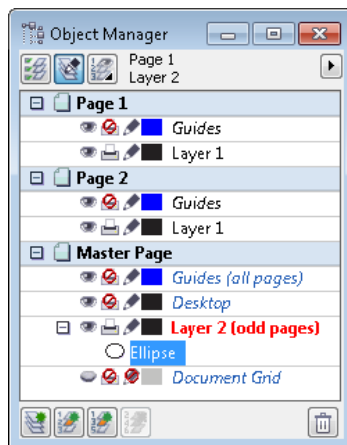 Object Manager
Page 1
Layer 2
Page 1
Guides
Layer 1
Page 2
Guides
Layer 1
Master Page
Guides (all pages)
Desktop
Layer 2 (odd pages)
Ellipse
Document Grid